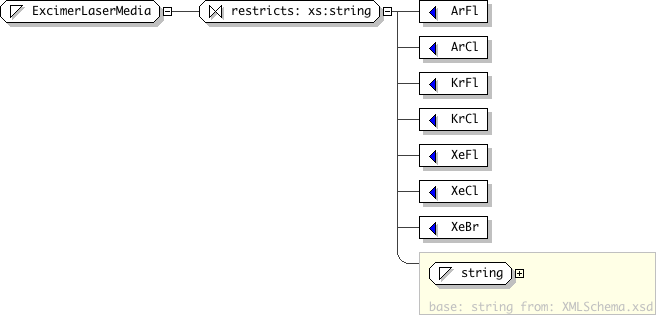 ExcimerLaserMedia
restricts: xs:string
ArFl
ArCl
KrFl
KrCl
XeFl
XeCl
XeBr
string
base: string from: XMLSchema.xsd